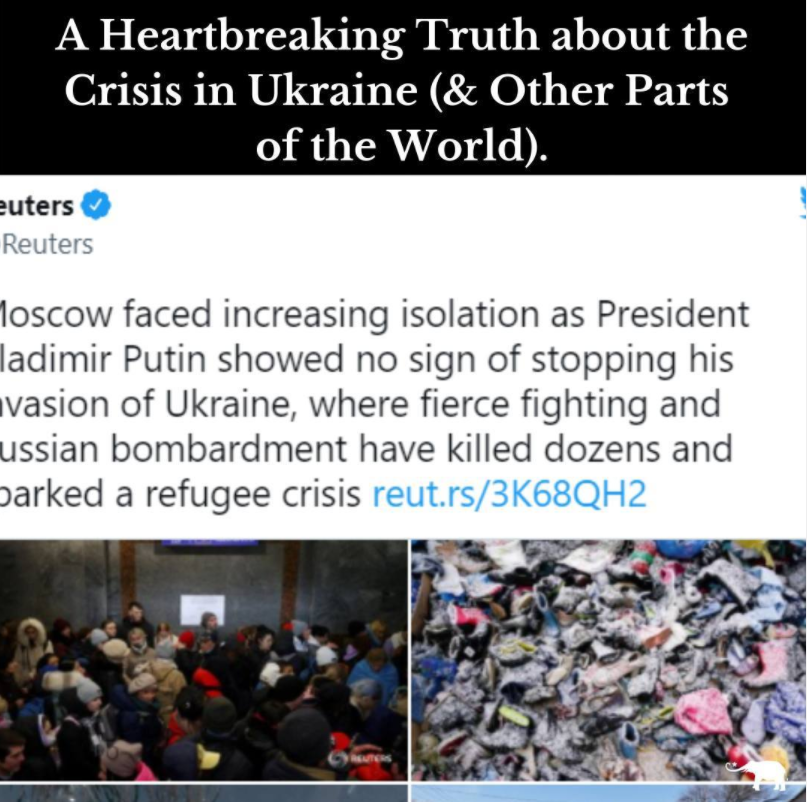 A Heartbreaking Truth about the
Crisis in Ukraine (& Other Parts
of the World).
euters
Reuters
Moscow faced increasing isolation as President
ladimir Putin showed no sign of stopping his
nvasion of Ukraine, where fierce fighting and
ussian bombardment have killed dozens and
parked a refugee crisis reut.rs/3K68QH2
REUTERS